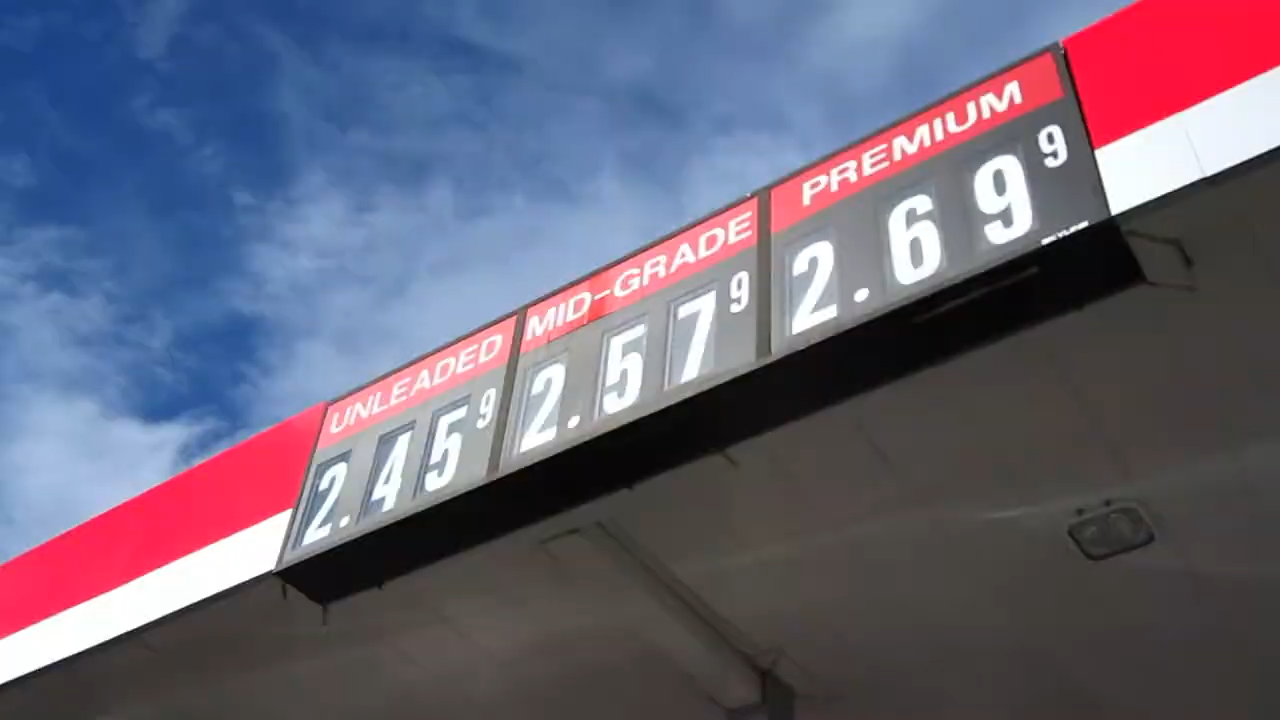 UNLEADED
2.45 9
MID-GRADE
2.57 9
PREMIUM
2.69 9